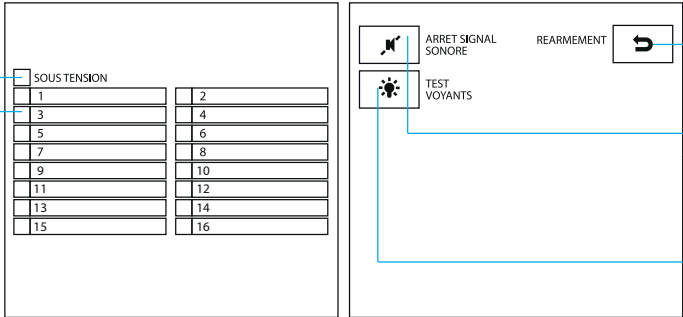 SOUS TENSION
1 2
3 4
5 6
7 8
9 10
11 12
13 14
15 16
ARRET SIGNAL
SONORE
REARMEMENT
TEST
VOYANTS